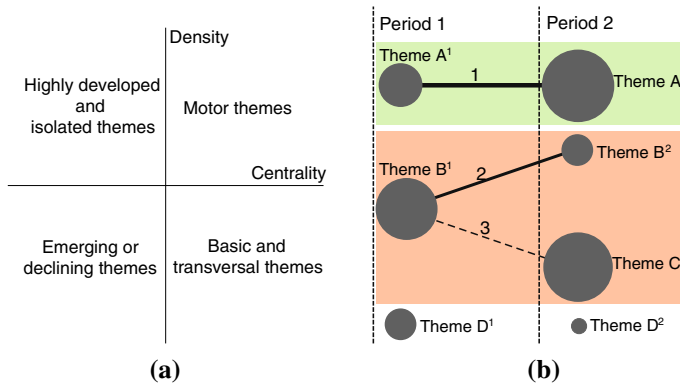 Density
Highly developed
and
isolated themes
Motor themes
Centrality
Emerging or
declining themes
Basic and
transversal themes
(a)
Period 1
Period 2
Theme A¹
1
Theme A
Theme B¹
2
Theme B²
3
Theme C
Theme D¹
Theme D²
(b)